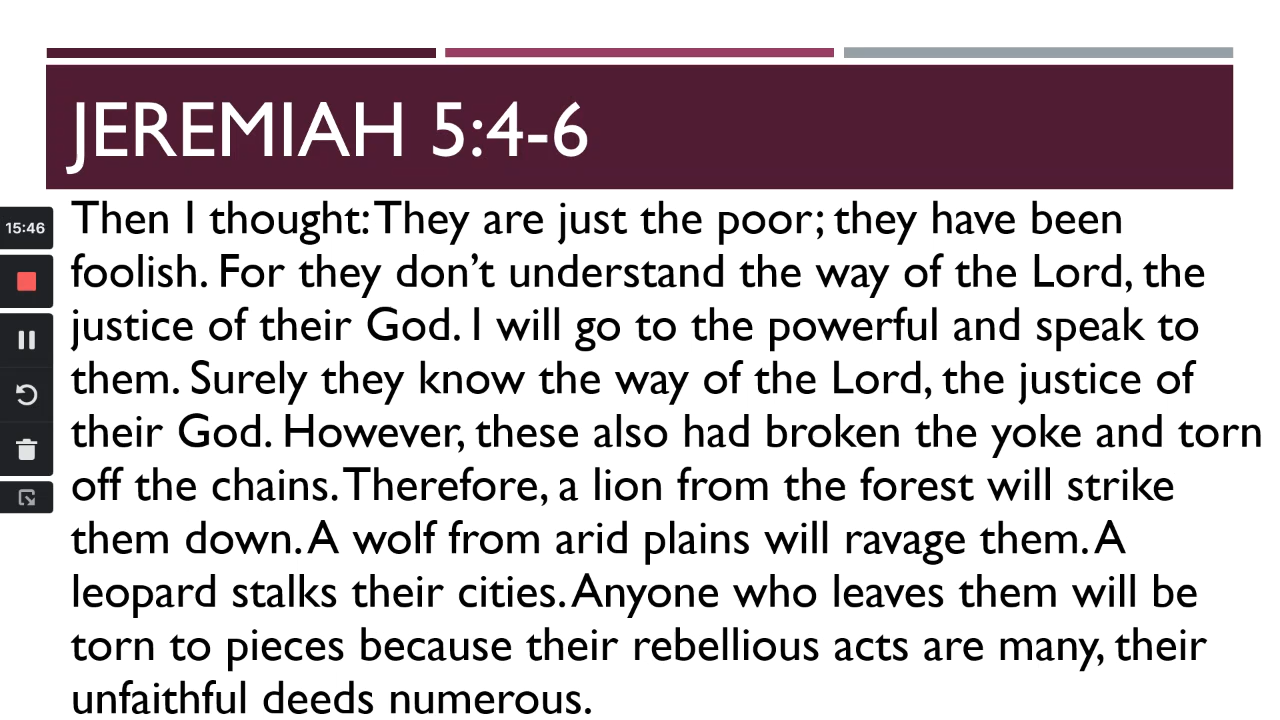 JEREMIAH 5:4-6
Then I thought: They are just the poor; they have been
15:46
foolish. For they don’t understand the way of the Lord, the
justice of their God. I will go to the powerful and speak to
them. Surely they know the way of the Lord, the justice of
their God. However, these also had broken the yoke and torn
off the chains. Therefore, a lion from the forest will strike
them down. A wolf from arid plains will ravage them. A
leopard stalks their cities. Anyone who leaves them will be
torn to pieces because their rebellious acts are many, their
unfaithful deeds numerous.